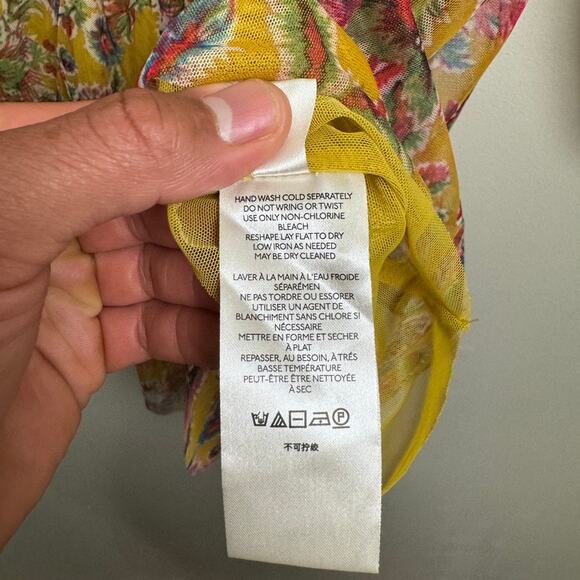 HAND WASH COLD SEPARATELY
DO NOT WRING OR TWIST
USE ONLY NON-CHLORINE
BLEACH
RESHAPE LAY FLAT TO DRY
LOW IRON AS NEEDED
MAY BE DRY CLEANED
LAVER À LA MAIN À L'EAU FROIDE
SÉPARÉMEN
NE PAS TORDRE OU ESSORER
UTILISER UN AGENT DE
BLANCHIMENT SANS CHLORE SI
NÉCESSAIRE
METTRE EN FORME ET SECHER
À PLAT
REPASSER, AU BESOIN, À TRÉS
BASSE TEMPÉRATURE
PEUT-ÊTRE ÊTRE NETTOYÉE
À SEC
P
不可拧绞